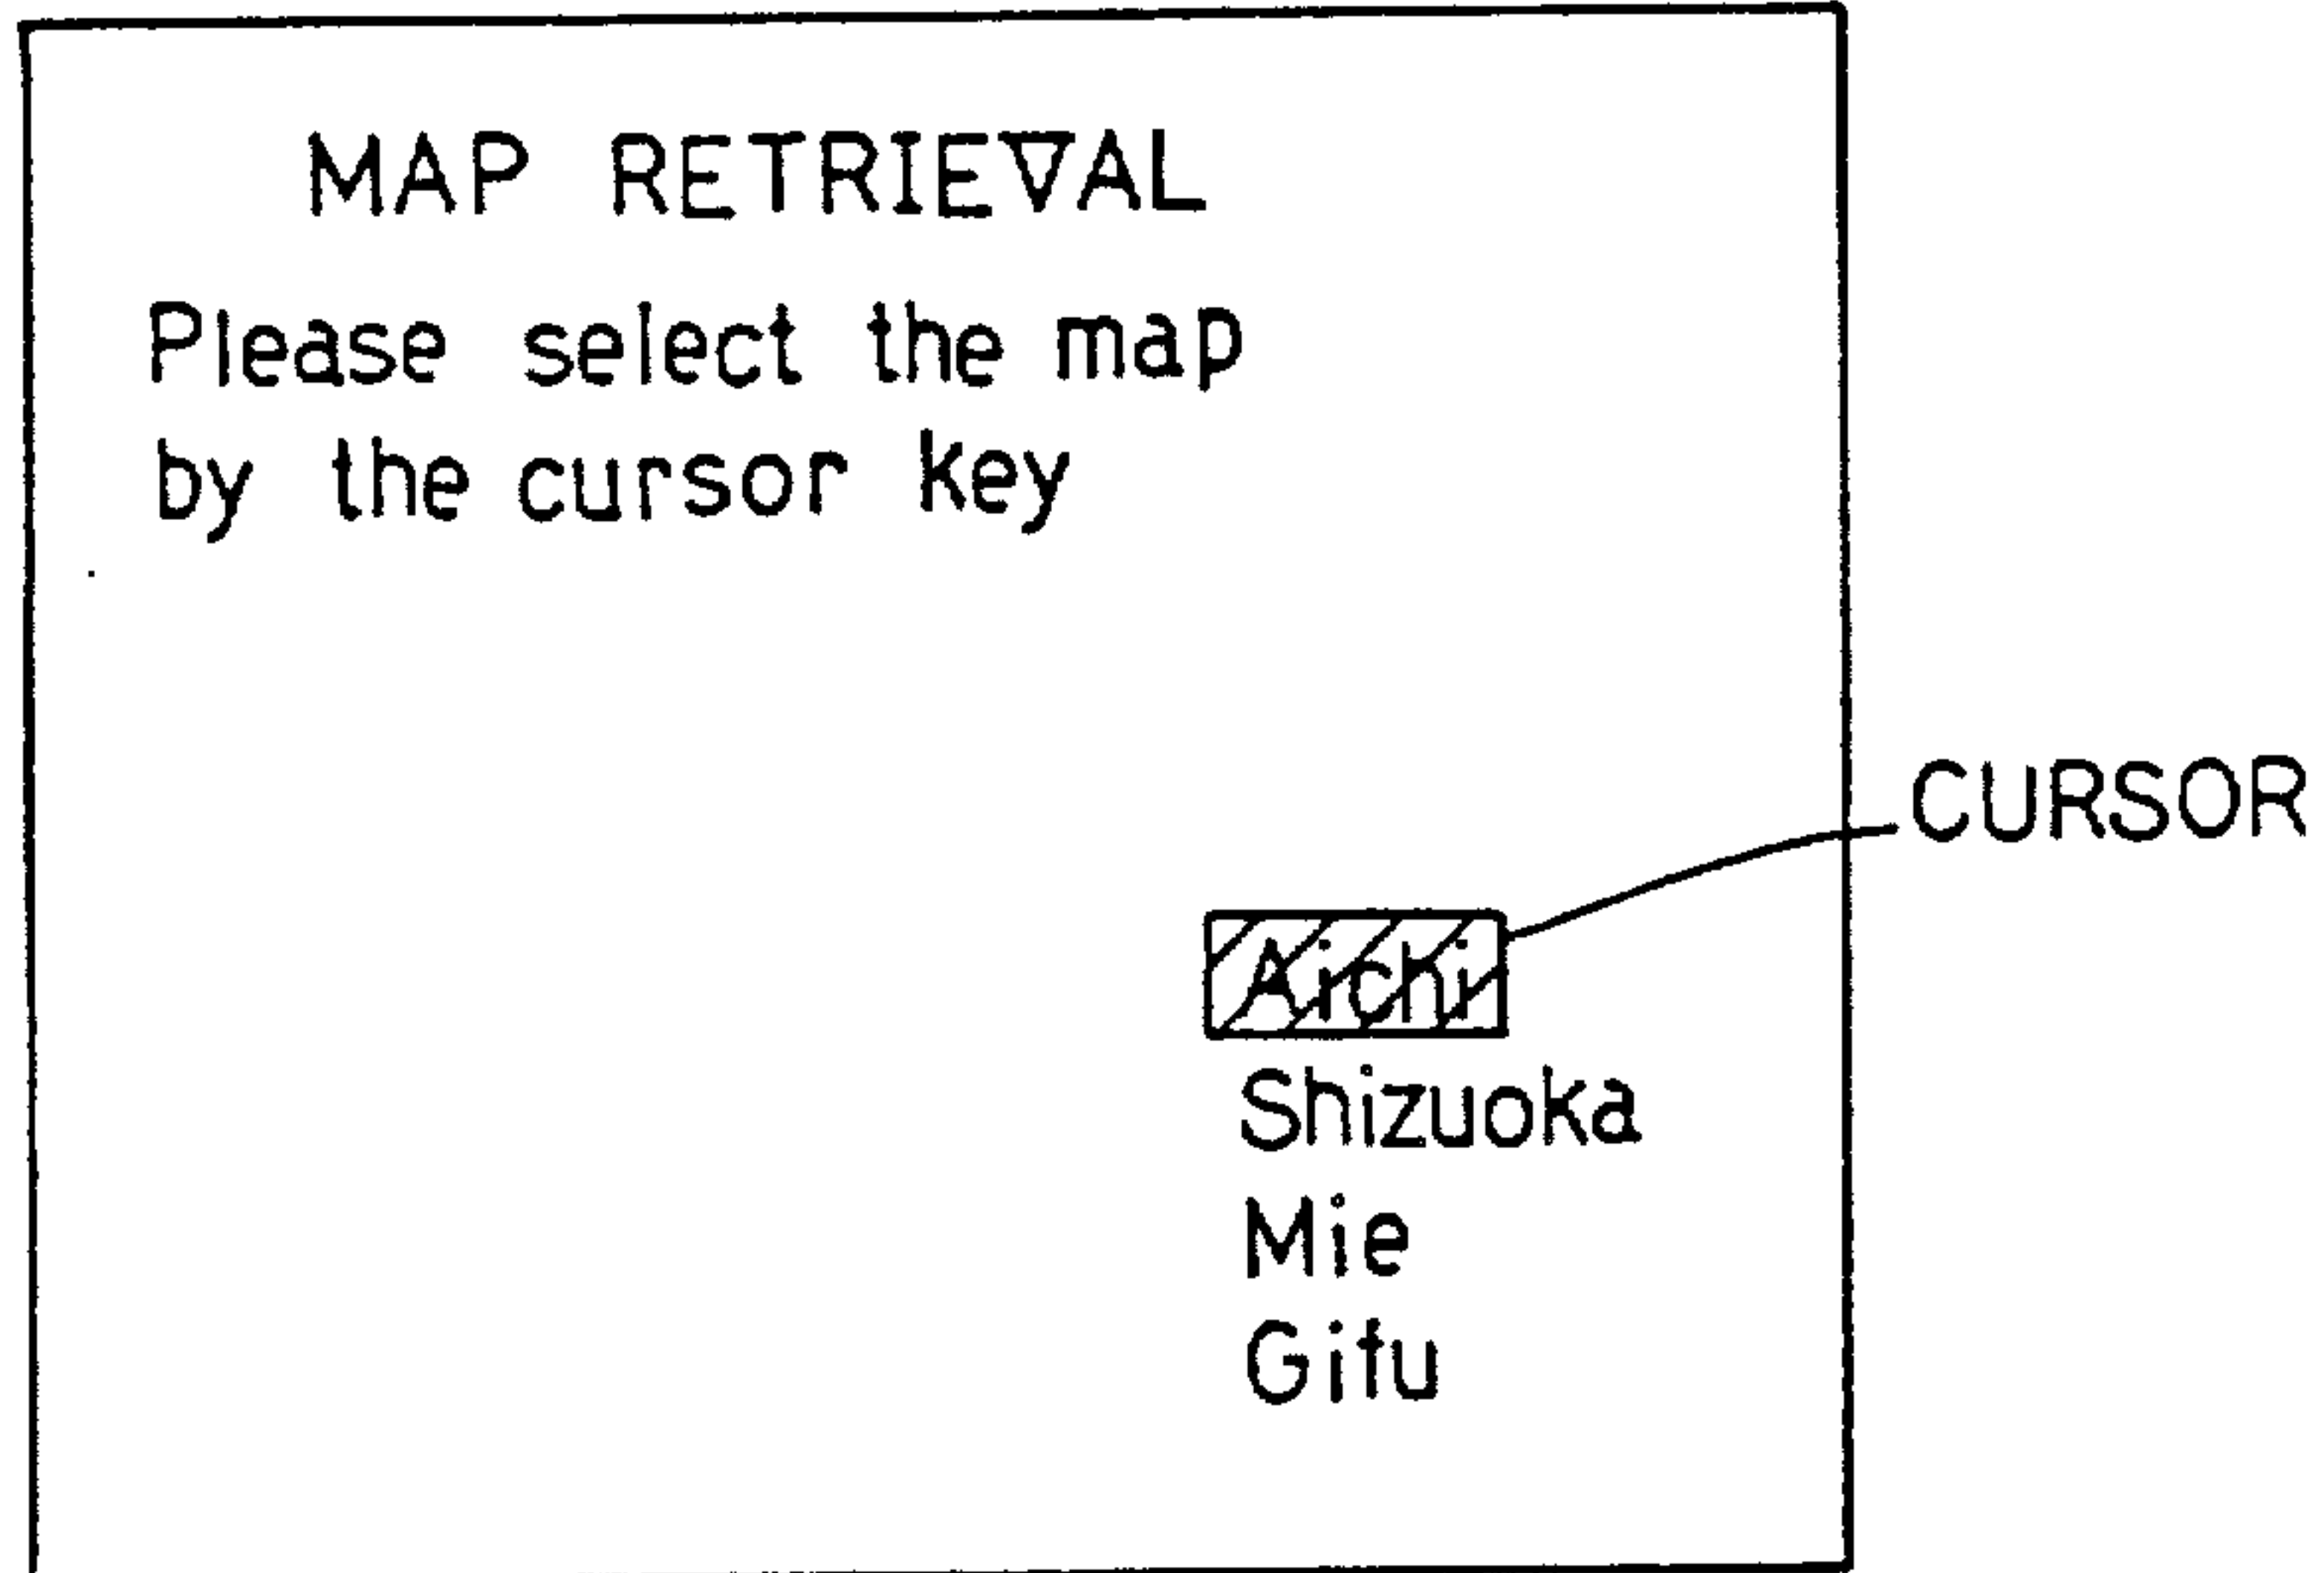 MAP RETRIEVAL
Please select the map
by the cursor key
CURSOR
Aichi
Shizuoka
Mie
Gifu